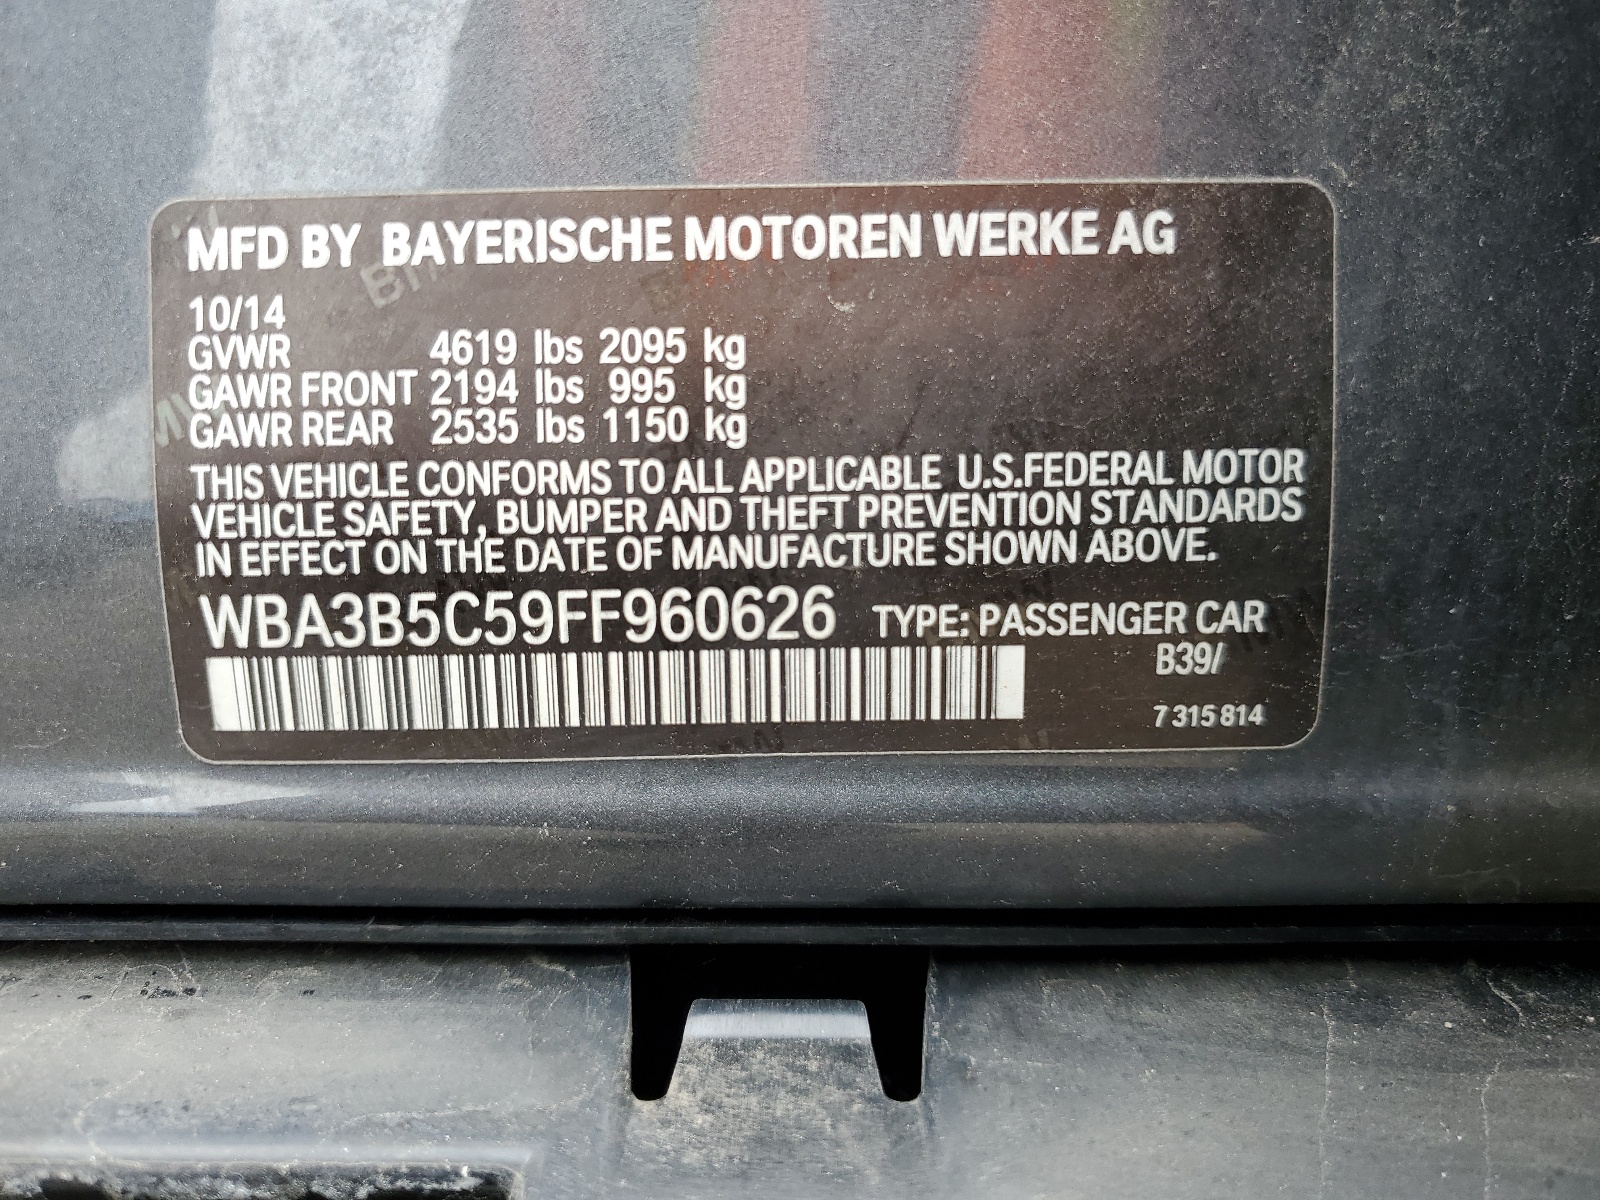 MFD BY BAYERISCHE MOTOREN WERKE AG
10/14
GVWR 4619 lbs 2095 kg
GAWR FRONT 2194 lbs 995 kg
GAWR REAR 2535 lbs 1150 kg
THIS VEHICLE CONFORMS TO ALL APPLICABLE U.S.FEDERAL MOTOR
VEHICLE SAFETY, BUMPER AND THEFT PREVENTION STANDARDS
IN EFFECT ON THE DATE OF MANUFACTURE SHOWN ABOVE.
WBA3B5C59FF960626 TYPE: PASSENGER CAR
B39/
7 315 814